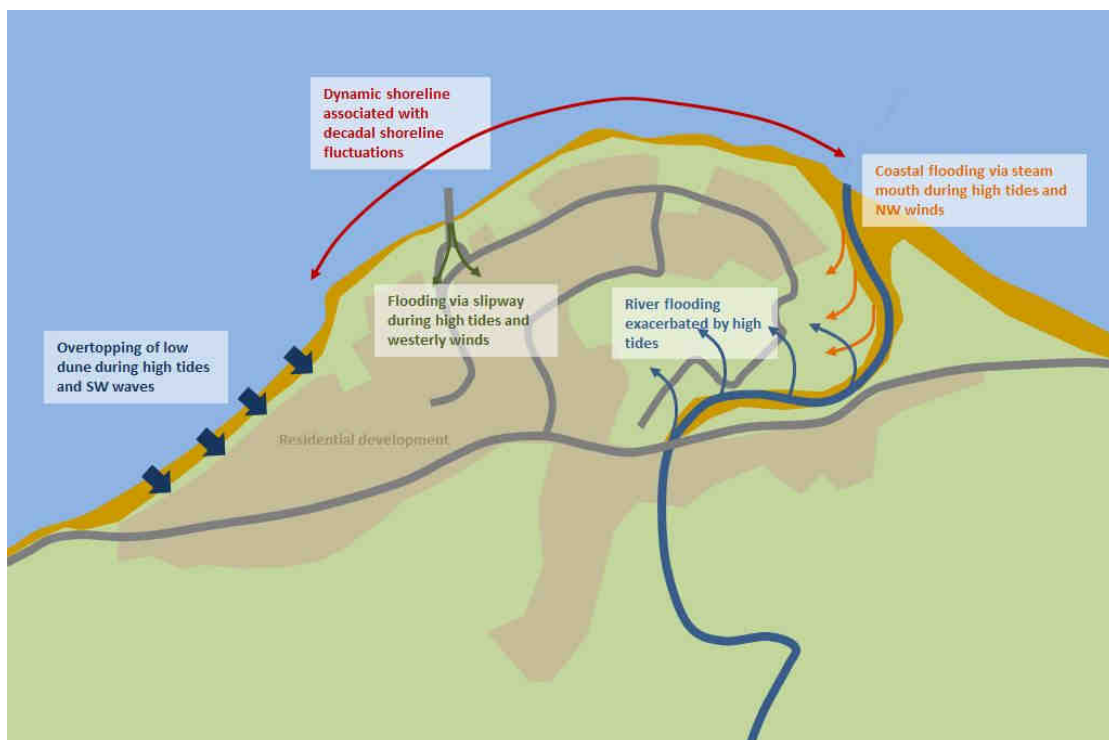 Dynamic shoreline
associated with
decadal shoreline
fluctuations
Coastal flooding via steam
mouth during high tides and
NW winds
Flooding via slipway
during high tides and
westerly winds
River flooding
exacerbated by high
tides
Overtopping of low
dune during high tides
and SW waves
Residential development